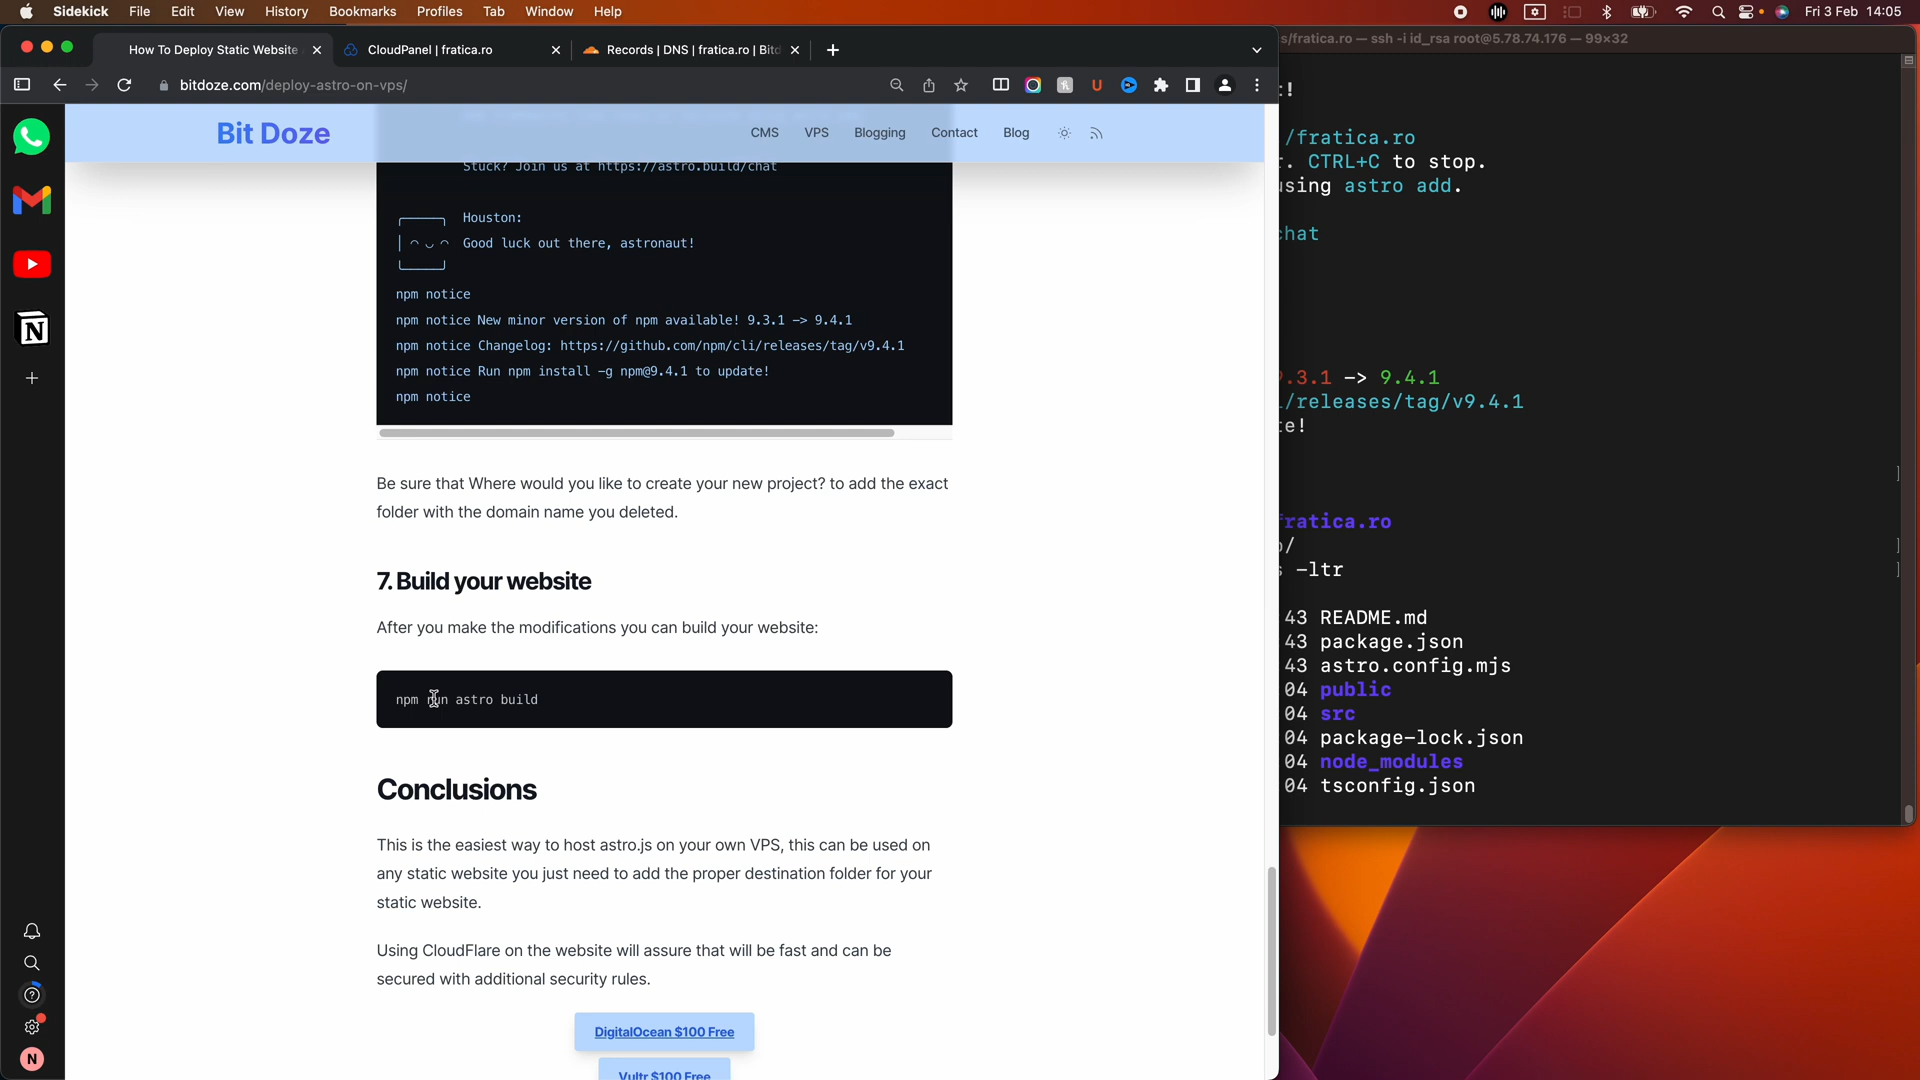 Sidekick File Edit View History Bookmarks Profiles Tab Window Help
Fri 3 Feb 14:05
How To Deploy Static Website
CloudPanel | fratica.ro
Records | DNS | fratica.ro | Bitd
s/fratica.ro — ssh -i id_rsa root@5.78.74.176 — 99×32
bitdoze.com/deploy-astro-on-vps/
Bit Doze
CMS VPS Blogging Contact Blog
Stuck? Join us at https://astro.build/chat
Houston:
Good luck out there, astronaut!
npm notice
npm notice New minor version of npm available! 9.3.1 -> 9.4.1
npm notice Changelog: https://github.com/npm/cli/releases/tag/v9.4.1
npm notice Run npm install -g npm@9.4.1 to update!
npm notice
Be sure that Where would you like to create your new project? to add the exact
folder with the domain name you deleted.
7. Build your website
After you make the modifications you can build your website:
npm run astro build
Conclusions
This is the easiest way to host astro.js on your own VPS, this can be used on
any static website you just need to add the proper destination folder for your
static website.
Using CloudFlare on the website will assure that will be fast and can be
secured with additional security rules.
DigitalOcean $100 Free
Vultr $100 Free
N
!
/fratica.ro
. CTRL+C to stop.
using astro add.
chat
.3.1 -> 9.4.1
/releases/tag/v9.4.1
te!
]
fratica.ro
/ ]
-ltr ]
43 README.md
43 package.json
43 astro.config.mjs
04 public
04 src
04 package-lock.json
04 node_modules
04 tsconfig.json